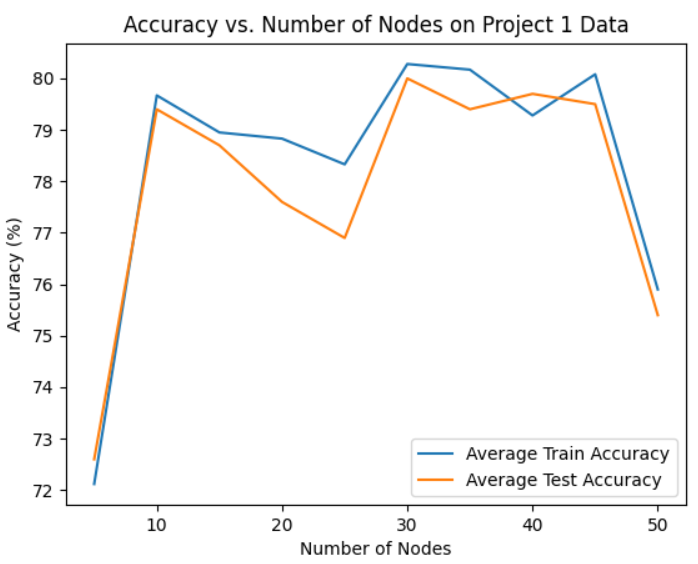 Accuracy vs. Number of Nodes on Project 1 Data
Accuracy (%)
80
79
78
77
76
75
74
73
72
Average Train Accuracy
Average Test Accuracy
10 20 30 40 50
Number of Nodes